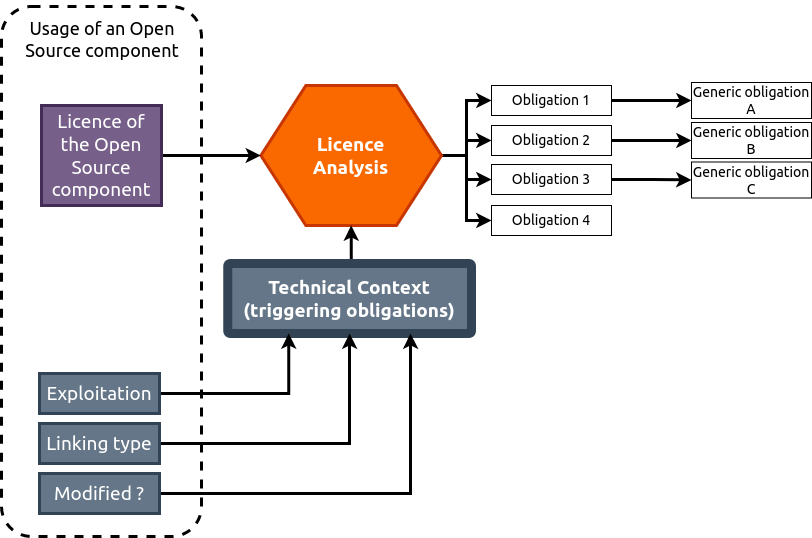 Usage of an Open
Source component
Licence of
the Open
Source
component
Licence
Analysis
Obligation 1
Obligation 2
Obligation 3
Obligation 4
Generic obligation
A
Generic obligation
B
Generic obligation
C
Technical Context
(triggering obligations)
Exploitation
Linking type
Modified ?